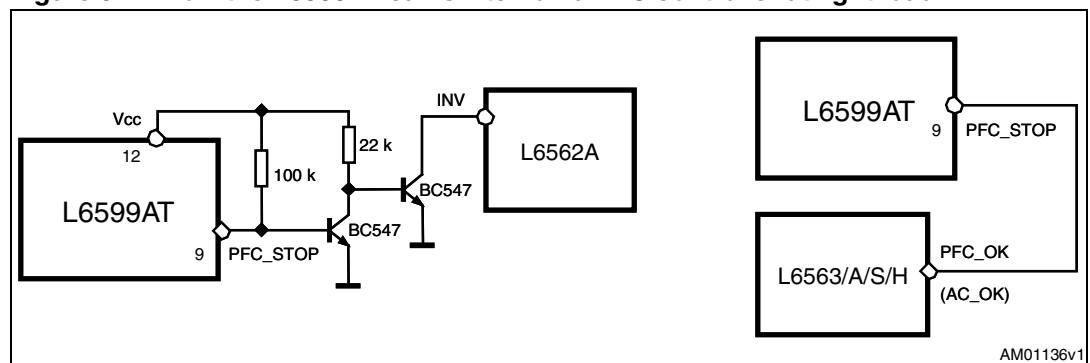 Vcc
12
L6599AT
9
PFC_STOP
100 k
22 k
BC547
BC547
INV
L6562A
L6599AT
9
PFC_STOP
L6563/A/S/H
PFC_OK
(AC_OK)
AM01136v1